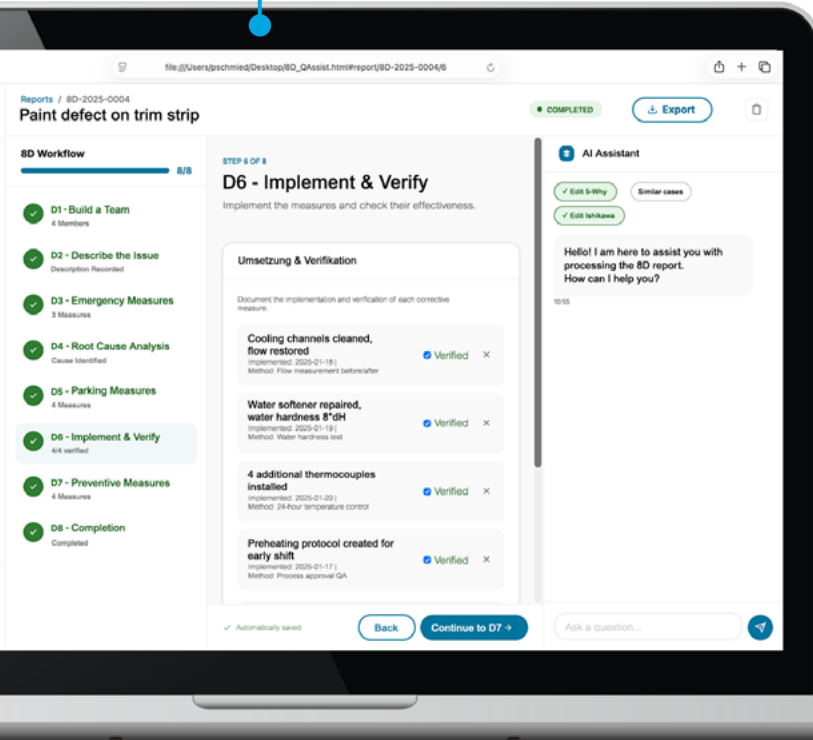 file:///Users/pschmied/Desktop/8D_QAssist.html#report/8D-2025-0004/6
Reports / 8D-2025-0004
Paint defect on trim strip
COMPLETED
Export
8D Workflow
8/8
D1 - Build a Team
4 Members
D2 - Describe the Issue
Description Recorded
D3 - Emergency Measures
3 Measures
D4 - Root Cause Analysis
Cause Identified
D5 - Parking Measures
4 Measures
D6 - Implement & Verify
4/4 verified
D7 - Preventive Measures
4 Measures
D8 - Completion
Completed
STEP 6 OF 8
D6 - Implement & Verify
Implement the measures and check their effectiveness.
Umsetzung & Verifikation
Document the implementation and verification of each corrective
measure.
Cooling channels cleaned,
flow restored
Implemented: 2025-01-18 |
Method: Flow measurement before/after
Verified
Water softener repaired,
water hardness 8°dH
Implemented: 2025-01-19 |
Method: Water hardness test
Verified
4 additional thermocouples
installed
Implemented: 2025-01-20 |
Method: 24-hour temperature control
Verified
Preheating protocol created for
early shift
Implemented: 2025-01-17 |
Method: Process approval QA
Verified
Automatically saved
Back
Continue to D7 →
AI Assistant
✓ Edit 5-Why
Similar cases
✓ Edit Ishikawa
Hello! I am here to assist you with
processing the 8D report.
How can I help you?
10:55
Ask a question...